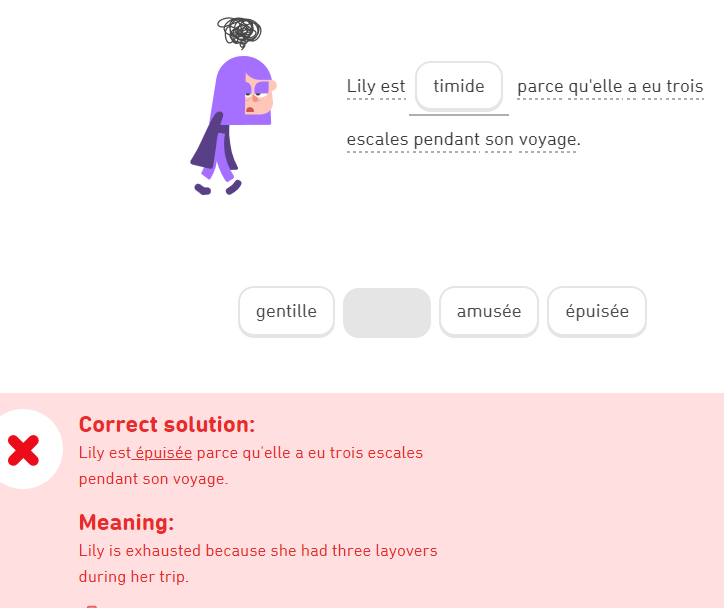 Lily est timide parce qu'elle a eu trois
escales pendant son voyage.
gentille amusée épuisée
Correct solution:
Lily est épuisée parce qu'elle a eu trois escales
pendant son voyage.
Meaning:
Lily is exhausted because she had three layovers
during her trip.